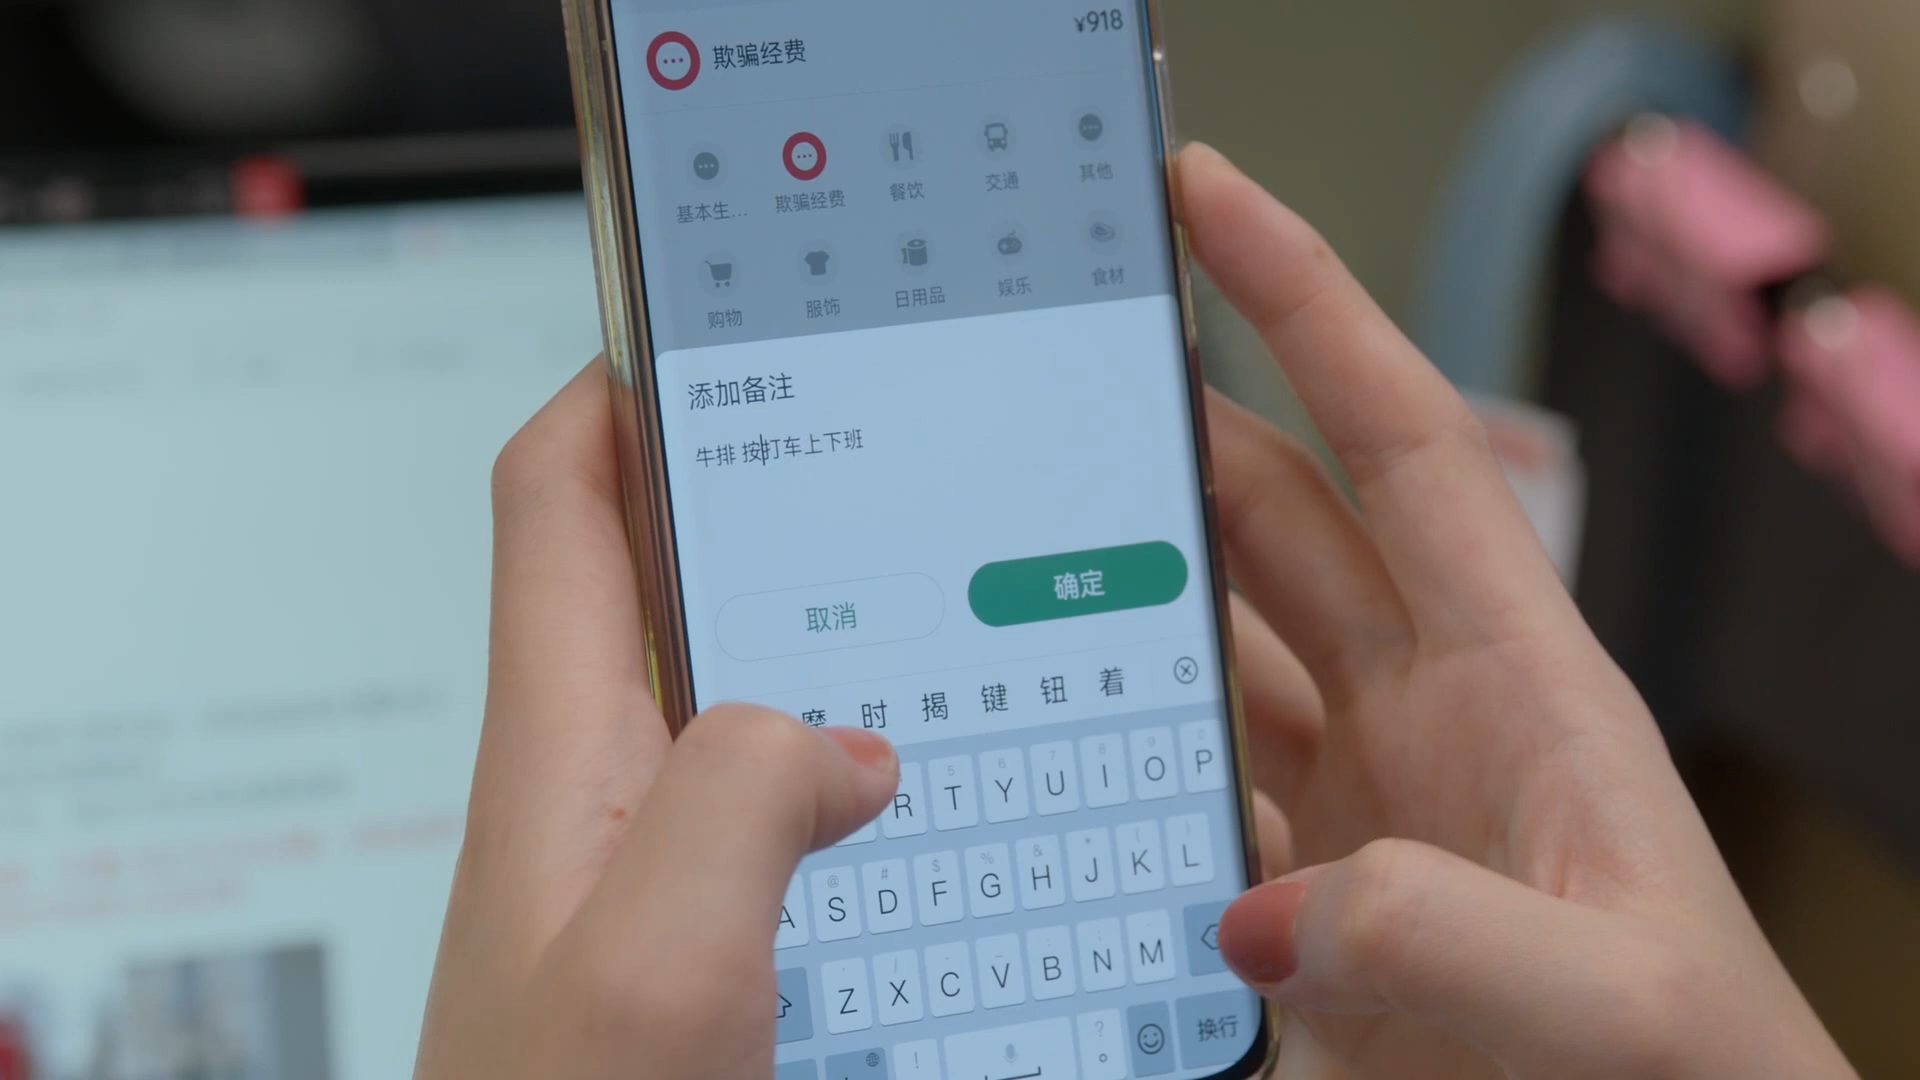 欺骗经费
¥918
基本生...
欺骗经费
餐饮
交通
其他
购物
服饰
日用品
娱乐
食材
添加备注
牛排 按打车上下班
取消
确定
摩 时 揭 键 钮 着
R T Y U I O P
A S D F G H J K L
Z X C V B N M
! ? 。 换行